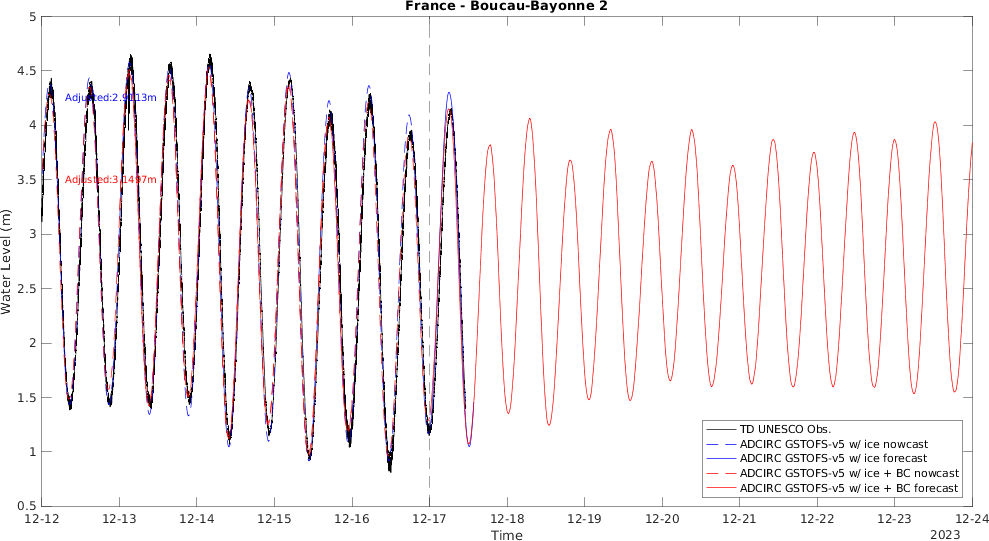 France - Boucau-Bayonne 2
5
4.5
4
3.5
3
2.5
2
1.5
1
0.5
Water Level (m)
Adjusted:2.9113m
Adjusted:3.1497m
TD UNESCO Obs.
ADCIRC GSTOFS-v5 w/ ice nowcast
ADCIRC GSTOFS-v5 w/ ice forecast
ADCIRC GSTOFS-v5 w/ ice + BC nowcast
ADCIRC GSTOFS-v5 w/ ice + BC forecast
12-12 12-13 12-14 12-15 12-16 12-17 12-18 12-19 12-20 12-21 12-22 12-23 12-24
Time
2023